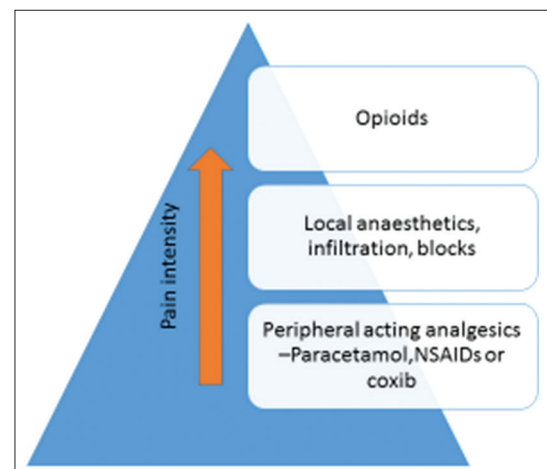 Opioids
Local anaesthetics,
infiltration, blocks
Pain intensity
Peripheral acting analgesics
–Paracetamol,NSAIDs or
coxib